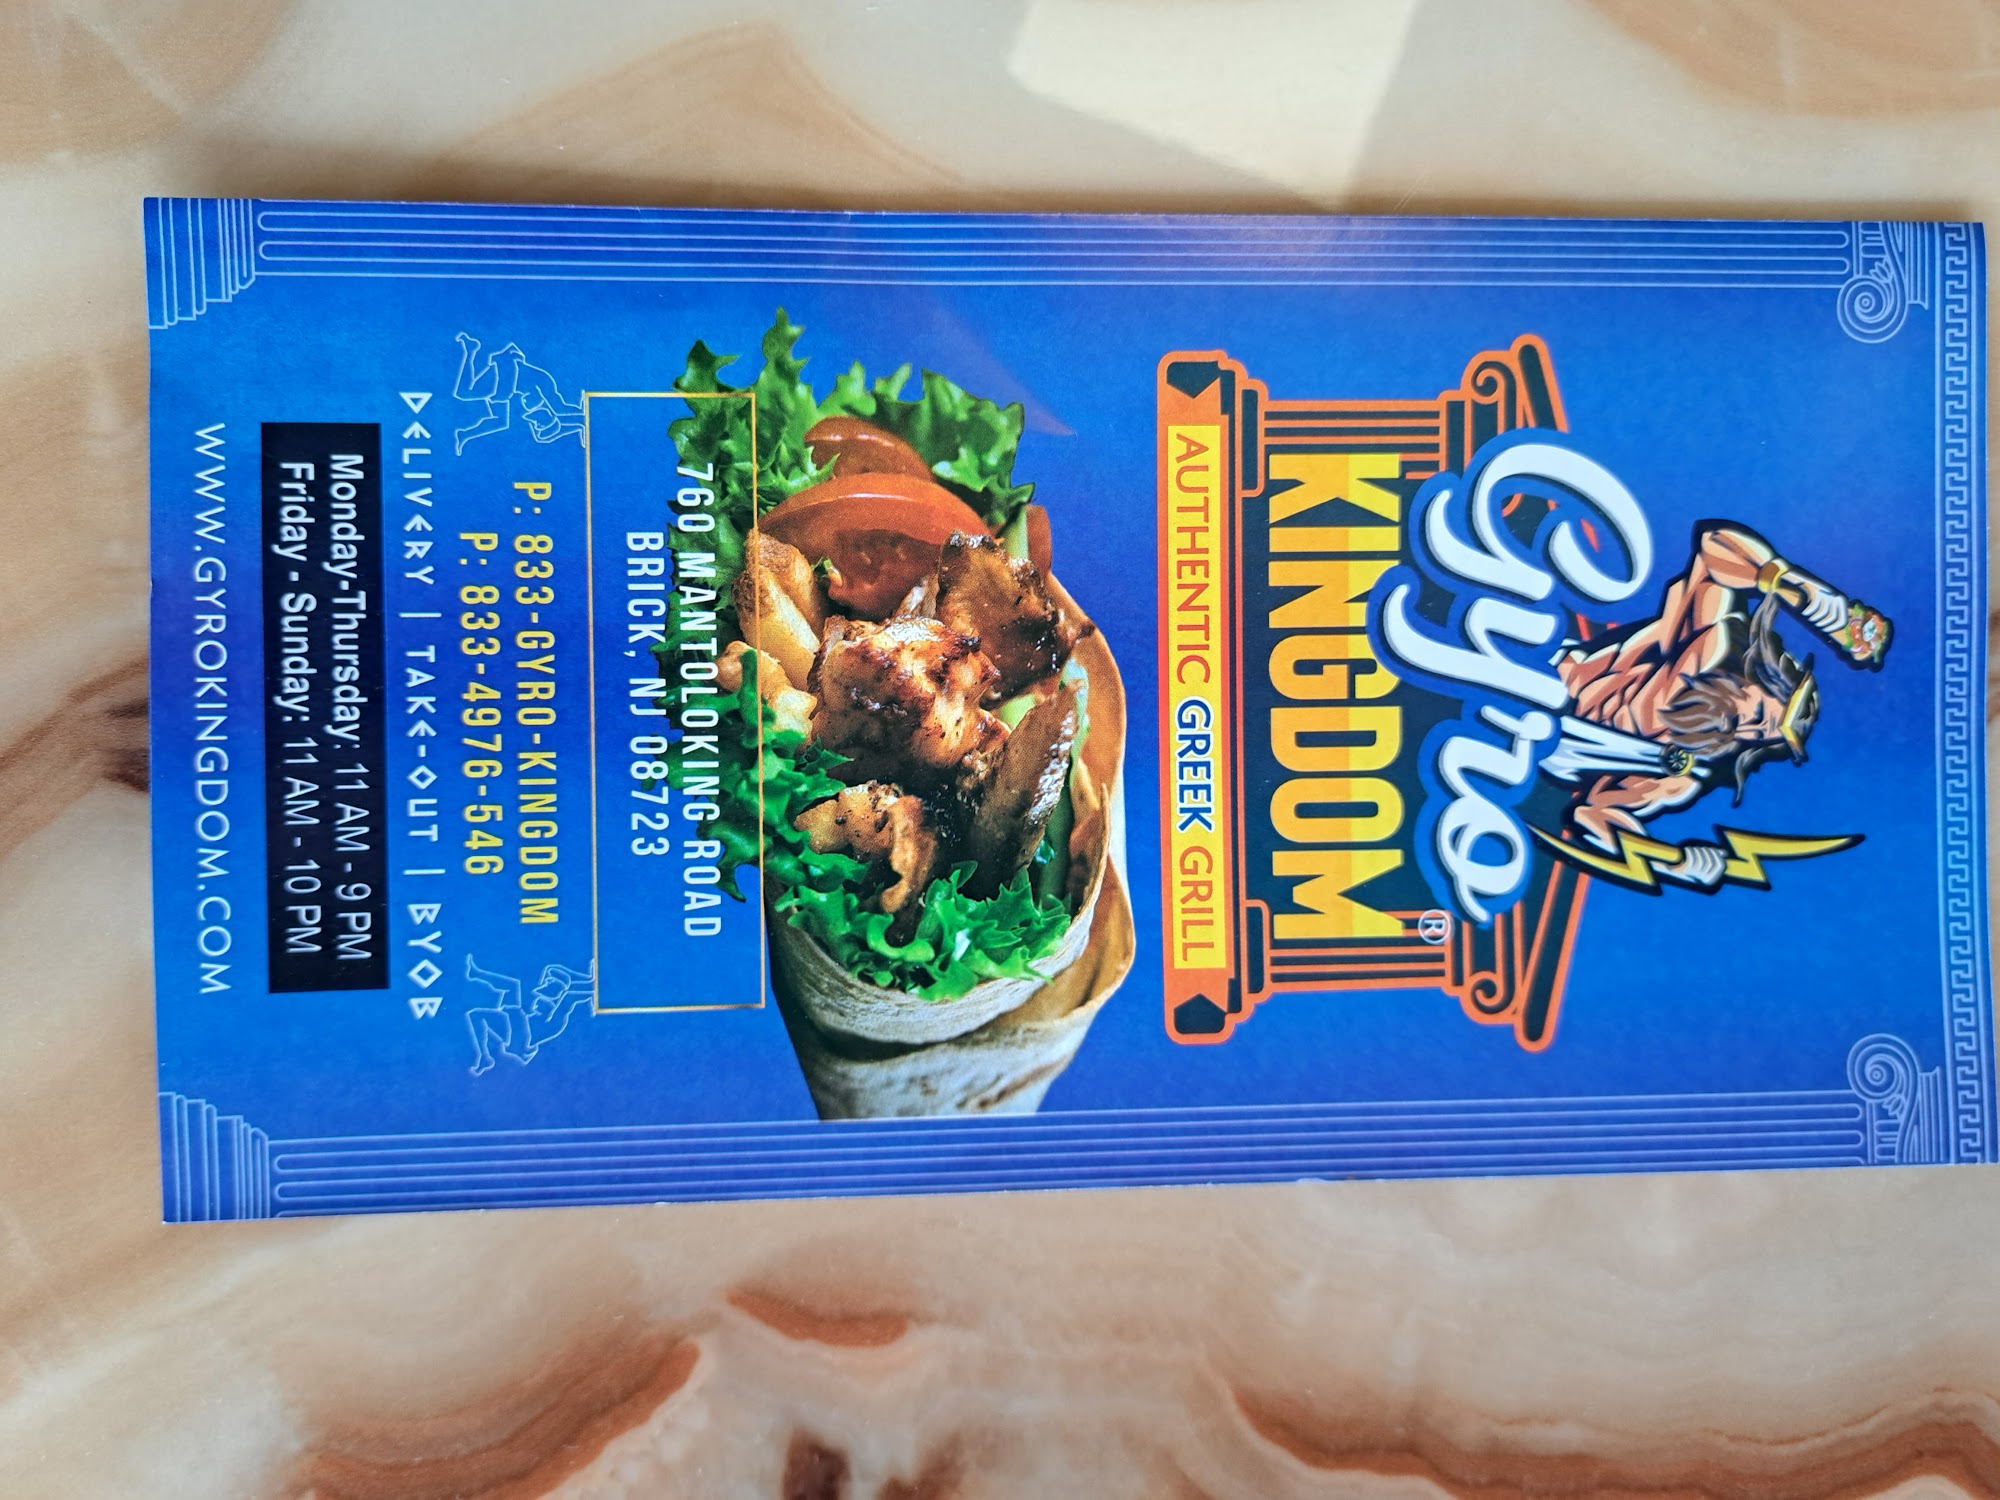 Gyro
KINGDOM®
AUTHENTIC GREEK GRILL
760 MANTOLOKING ROAD
BRICK, NJ 08723
P: 833-GYRO-KINGDOM
P: 833-4976-546
DELIVERY | TAKE-OUT | BYOB
Monday-Thursday: 11 AM - 9 PM
Friday - Sunday: 11 AM - 10 PM
WWW.GYROKINGDOM.COM